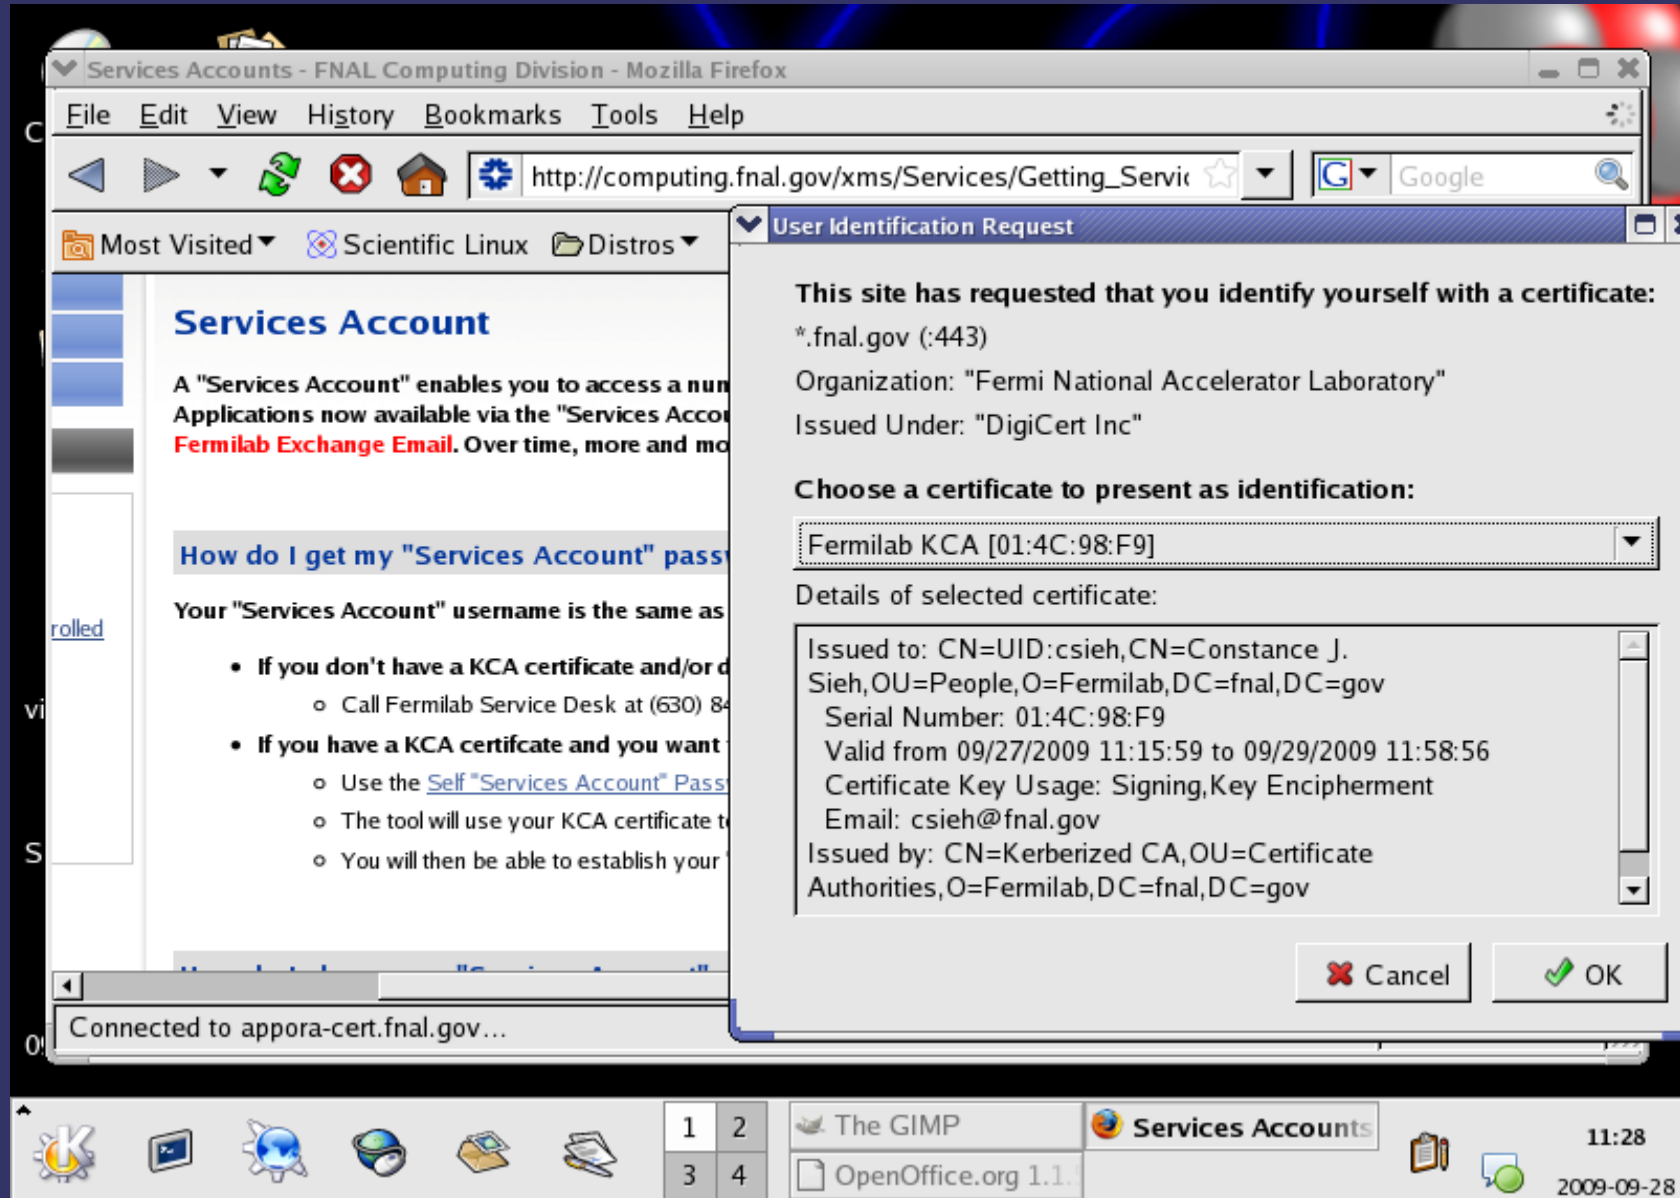 Services Accounts - FNAL Computing Division - Mozilla Firefox
File Edit View History Bookmarks Tools Help
http://computing.fnal.gov/xms/Services/Getting_Servic
Google
Most Visited Scientific Linux Distros
Services Account
A "Services Account" enables you to access a num
Applications now available via the "Services Accou
Fermilab Exchange Email. Over time, more and mo
How do I get my "Services Account" passw
Your "Services Account" username is the same as
rolled
• If you don't have a KCA certificate and/or d
Call Fermilab Service Desk at (630) 84
• If you have a KCA certifcate and you want
Use the Self "Services Account" Passw
The tool will use your KCA certificate to
You will then be able to establish your
Connected to appora-cert.fnal.gov...
User Identification Request
This site has requested that you identify yourself with a certificate:
*.fnal.gov (:443)
Organization: "Fermi National Accelerator Laboratory"
Issued Under: "DigiCert Inc"
Choose a certificate to present as identification:
Fermilab KCA [01:4C:98:F9]
Details of selected certificate:
Issued to: CN=UID:csieh,CN=Constance J.
Sieh,OU=People,O=Fermilab,DC=fnal,DC=gov
Serial Number: 01:4C:98:F9
Valid from 09/27/2009 11:15:59 to 09/29/2009 11:58:56
Certificate Key Usage: Signing,Key Encipherment
Email: csieh@fnal.gov
Issued by: CN=Kerberized CA,OU=Certificate
Authorities,O=Fermilab,DC=fnal,DC=gov
Cancel OK
1 2
3 4
The GIMP
OpenOffice.org 1.1.
Services Accounts
11:28
2009-09-28